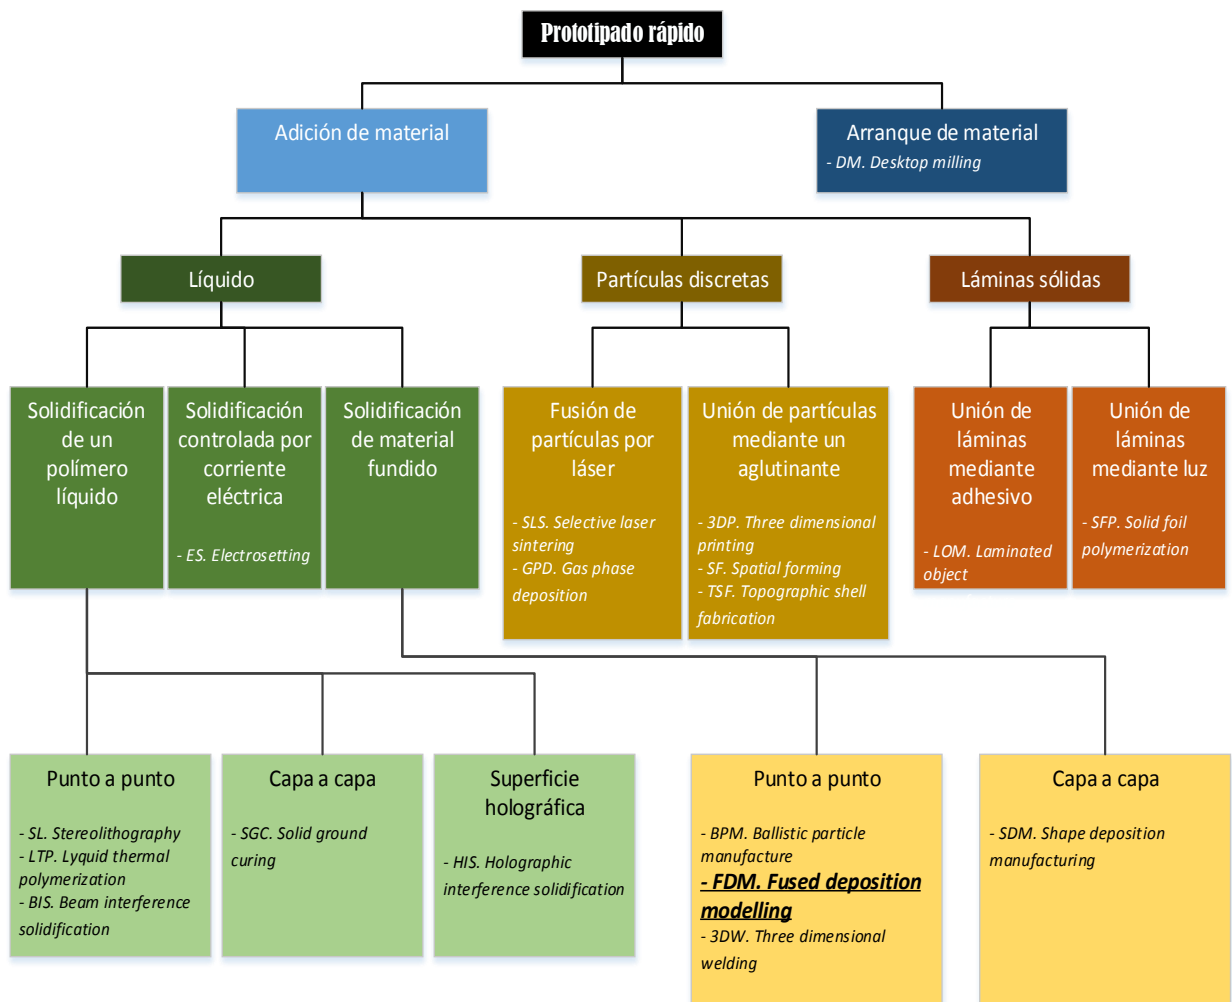 Prototipado rápido
Adición de material
Arranque de material
- DM. Desktop milling
Líquido
Partículas discretas
Láminas sólidas
Solidificación
de un
polímero
líquido
Solidificación
controlada por
corriente
eléctrica
- ES. Electrosetting
Solidificación
de material
fundido
Fusión de
partículas por
láser
- SLS. Selective laser
sintering
- GPD. Gas phase
deposition
Unión de partículas
mediante un
aglutinante
- 3DP. Three dimensional
printing
- SF. Spatial forming
- TSF. Topographic shell
fabrication
Unión de
láminas
mediante
adhesivo
- LOM. Laminated
object
Unión de
láminas
mediante luz
- SFP. Solid foil
polymerization
Punto a punto
- SL. Stereolithography
- LTP. Lyquid thermal
polymerization
- BIS. Beam interference
solidification
Capa a capa
- SGC. Solid ground
curing
Superficie
holográfica
- HIS. Holographic
interference solidification
Punto a punto
- BPM. Ballistic particle
manufacture
- FDM. Fused deposition
modelling
- 3DW. Three dimensional
welding
Capa a capa
- SDM. Shape deposition
manufacturing